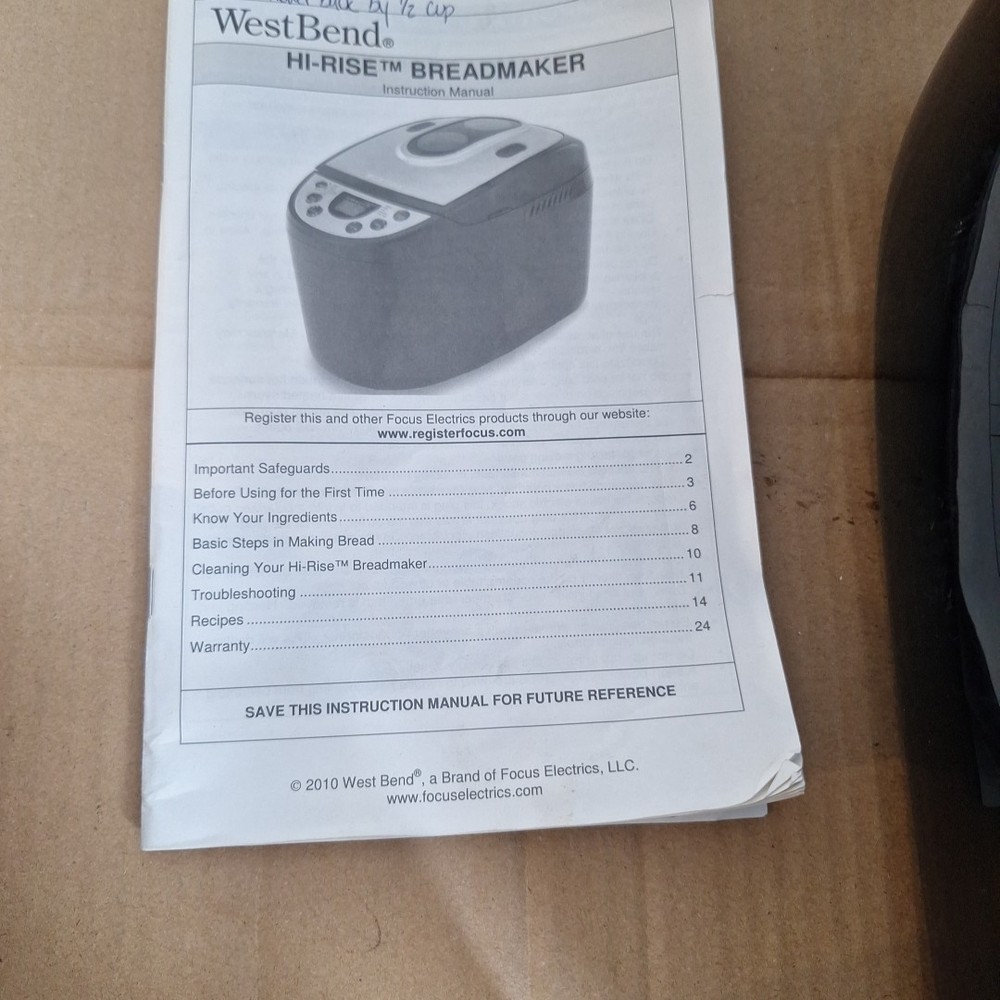 by 1/2 cup
WestBend®
HI-RISE™ BREADMAKER
Instruction Manual
Register this and other Focus Electrics products through our website:
www.registerfocus.com
Important Safeguards.......... 2
Before Using for the First Time .......... 3
Know Your Ingredients.......... 6
Basic Steps in Making Bread .......... 8
Cleaning Your Hi-Rise™ Breadmaker.......... 10
Troubleshooting .......... 11
Recipes .......... 14
Warranty.......... 24
SAVE THIS INSTRUCTION MANUAL FOR FUTURE REFERENCE
© 2010 West Bend®, a Brand of Focus Electrics, LLC.
www.focuselectrics.com